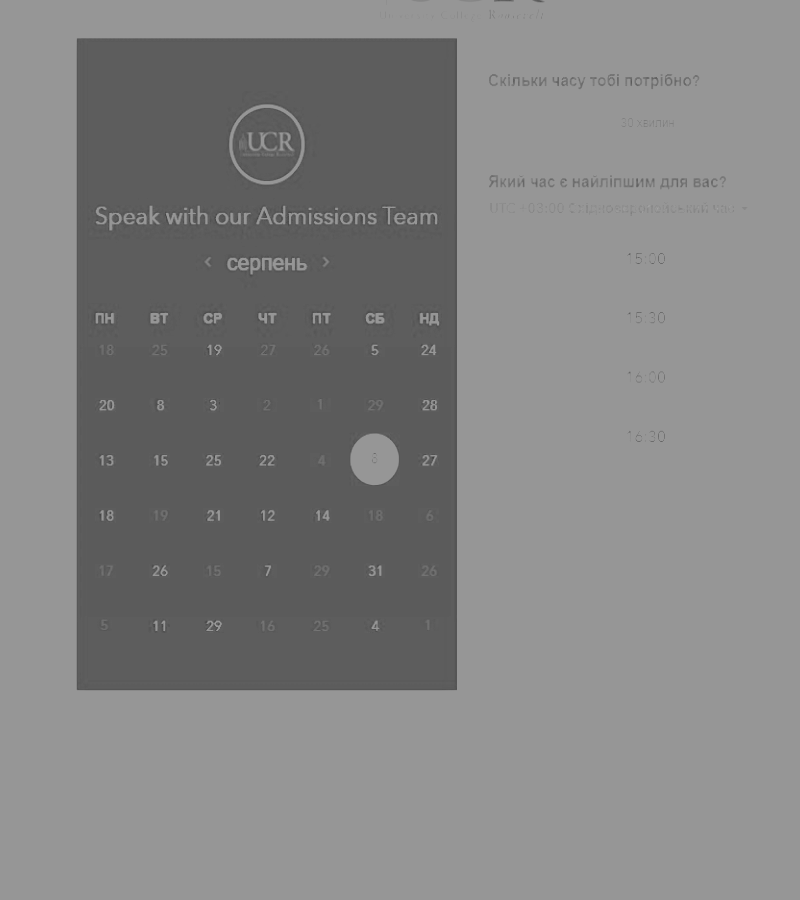 UCR
Speak with our Admissions Team
‹ серпень ›
ПН ВТ СР ЧТ ПТ СБ НД
18 25 19 27 26 5 24
20 8 3 2 1 29 28
13 15 25 22 4 27
18 19 21 12 14 18 6
17 26 15 7 29 31 26
5 11 29 16 25 4 1
Скільки часу тобі потрібно?
30 хвилин
Який час є найліпшим для вас?
UTC +03:00 Східноєвропейський час
15:00
15:30
16:00
16:30